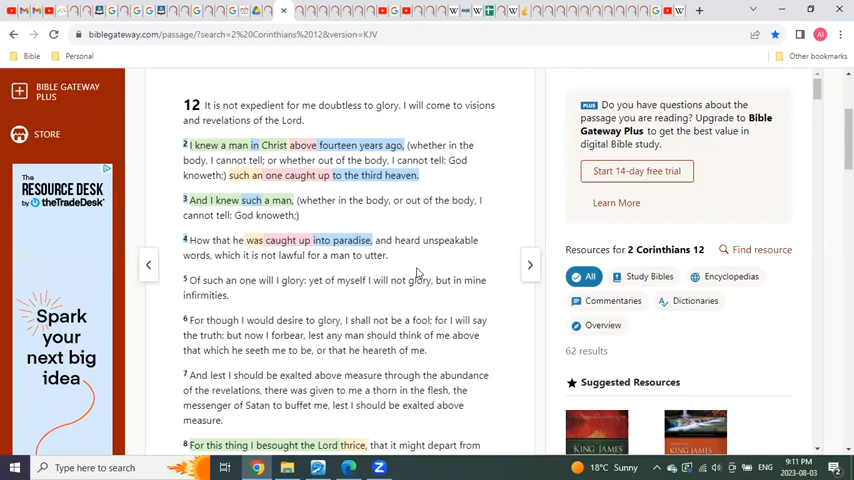 biblegateway.com/passage/?search=2%20Corinthians%2012&version=KJV
Bible
Personal
Other bookmarks
BIBLE GATEWAY
PLUS
STORE
The
RESOURCE DESK
by theTradeDesk
Spark
your
next big
idea
12 It is not expedient for me doubtless to glory. I will come to visions
and revelations of the Lord.
2 I knew a man in Christ above fourteen years ago, (whether in the
body, I cannot tell; or whether out of the body, I cannot tell: God
knoweth;) such an one caught up to the third heaven.
3 And I knew such a man, (whether in the body, or out of the body, I
cannot tell: God knoweth;)
4 How that he was caught up into paradise, and heard unspeakable
words, which it is not lawful for a man to utter.
5 Of such an one will I glory: yet of myself I will not glory, but in mine
infirmities.
6 For though I would desire to glory, I shall not be a fool; for I will say
the truth: but now I forbear, lest any man should think of me above
that which he seeth me to be, or that he heareth of me.
7 And lest I should be exalted above measure through the abundance
of the revelations, there was given to me a thorn in the flesh, the
messenger of Satan to buffet me, lest I should be exalted above
measure.
8 For this thing I besought the Lord thrice, that it might depart from
PLUS Do you have questions about the
passage you are reading? Upgrade to Bible
Gateway Plus to get the best value in
digital Bible study.
Start 14-day free trial
Learn More
Resources for 2 Corinthians 12
Find resource
All
Study Bibles
Encyclopedias
Commentaries
Dictionaries
Overview
62 results
Suggested Resources
KING JAMES
KING JAMES
Type here to search
18°C Sunny
ENG
9:11 PM
2023-08-03
2